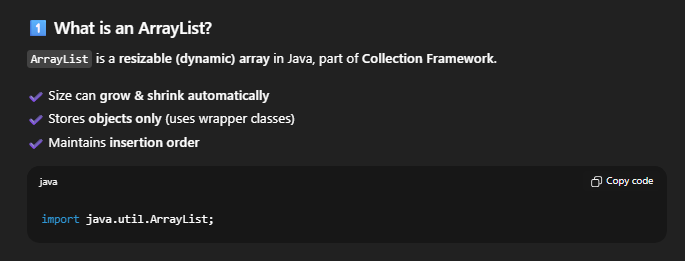 1 What is an ArrayList?
ArrayList is a resizable (dynamic) array in Java, part of Collection Framework.
✔ Size can grow & shrink automatically
✔ Stores objects only (uses wrapper classes)
✔ Maintains insertion order
java Copy code
import java.util.ArrayList;